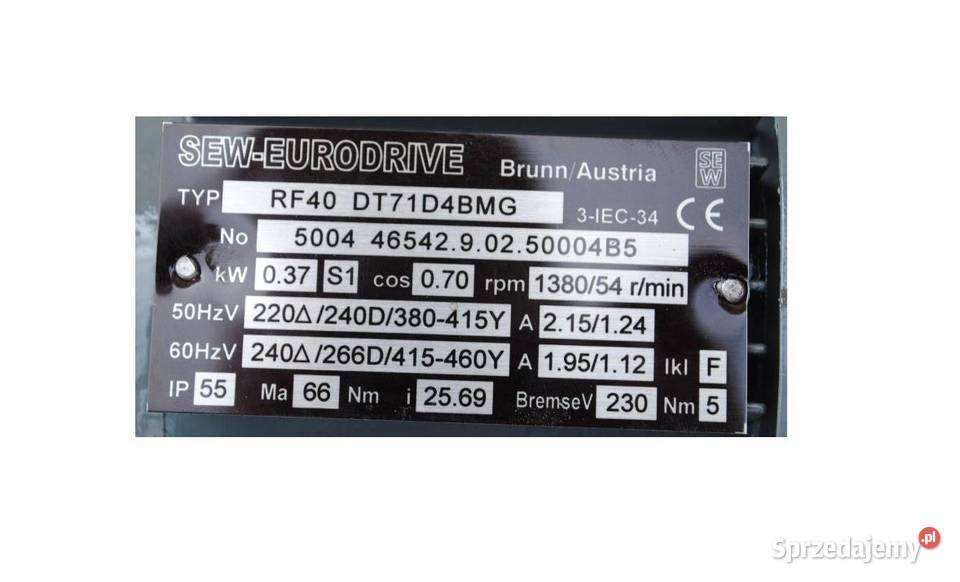 SEW-EURODRIVE Brunn/Austria SEW
TYP RF40 DT71D4BMG 3-IEC-34 CE
No 5004 46542.9.02.50004B5
kW 0.37 S1 cos 0.70 rpm 1380/54 r/min
50HzV 220Δ/240D/380-415Y A 2.15/1.24
60HzV 240Δ/266D/415-460Y A 1.95/1.12 Ikl F
IP 55 Ma 66 Nm i 25.69 BremseV 230 Nm 5
Sprzedajemy.pl